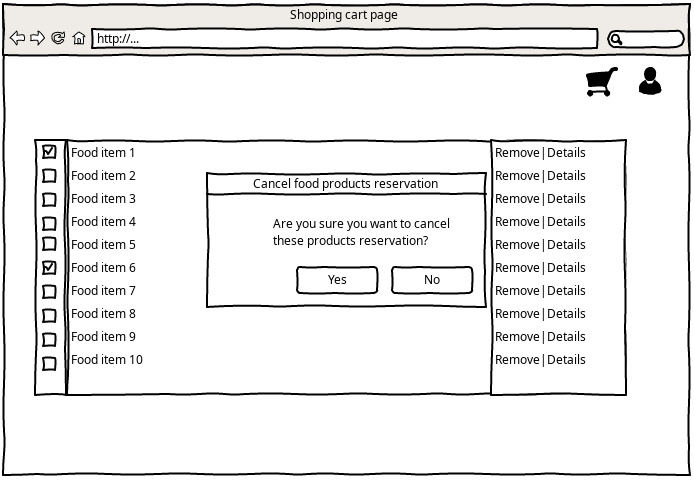 Shopping cart page
http://...
Food item 1 Remove|Details
Food item 2 Remove|Details
Cancel food products reservation
Food item 3 Remove|Details
Food item 4 Remove|Details
Are you sure you want to cancel
these products reservation?
Food item 5 Remove|Details
Food item 6 Remove|Details
Yes No
Food item 7 Remove|Details
Food item 8 Remove|Details
Food item 9 Remove|Details
Food item 10 Remove|Details